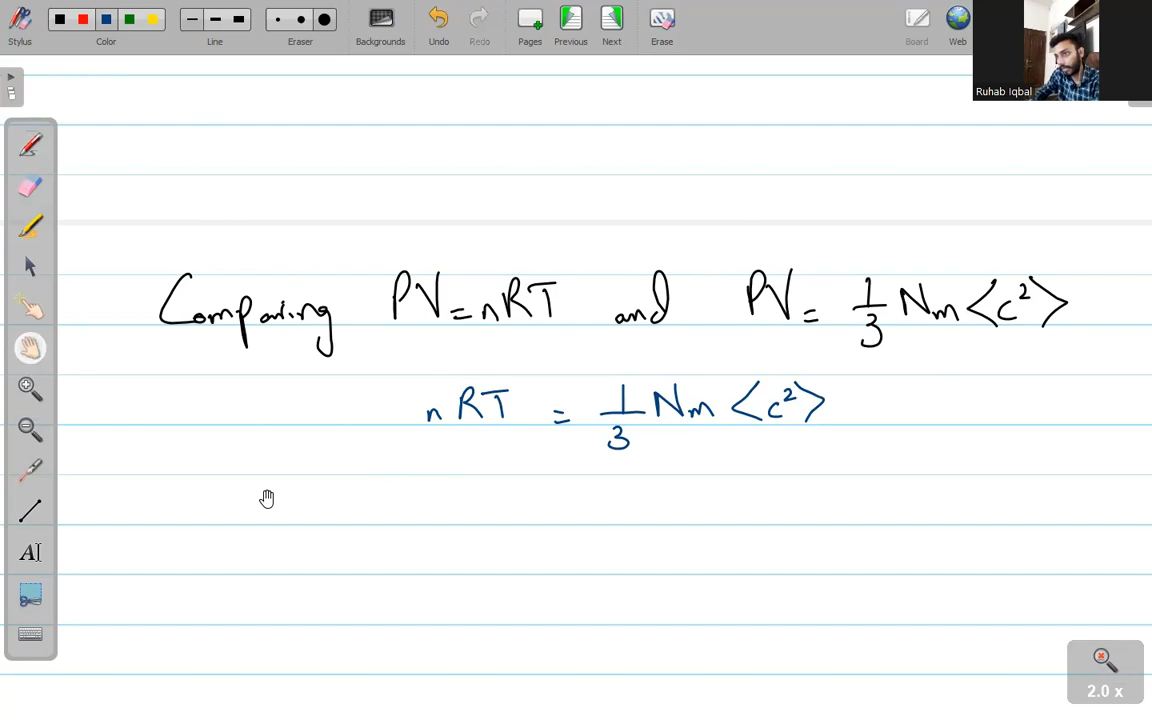 Stylus Color Line Eraser Backgrounds Undo Redo Pages Previous Next Erase Board Web
Ruhab Iqbal
Comparing PV = nRT and PV = 1/3 Nm <c²>
nRT = 1/3 Nm <c²>
AI
2.0 x